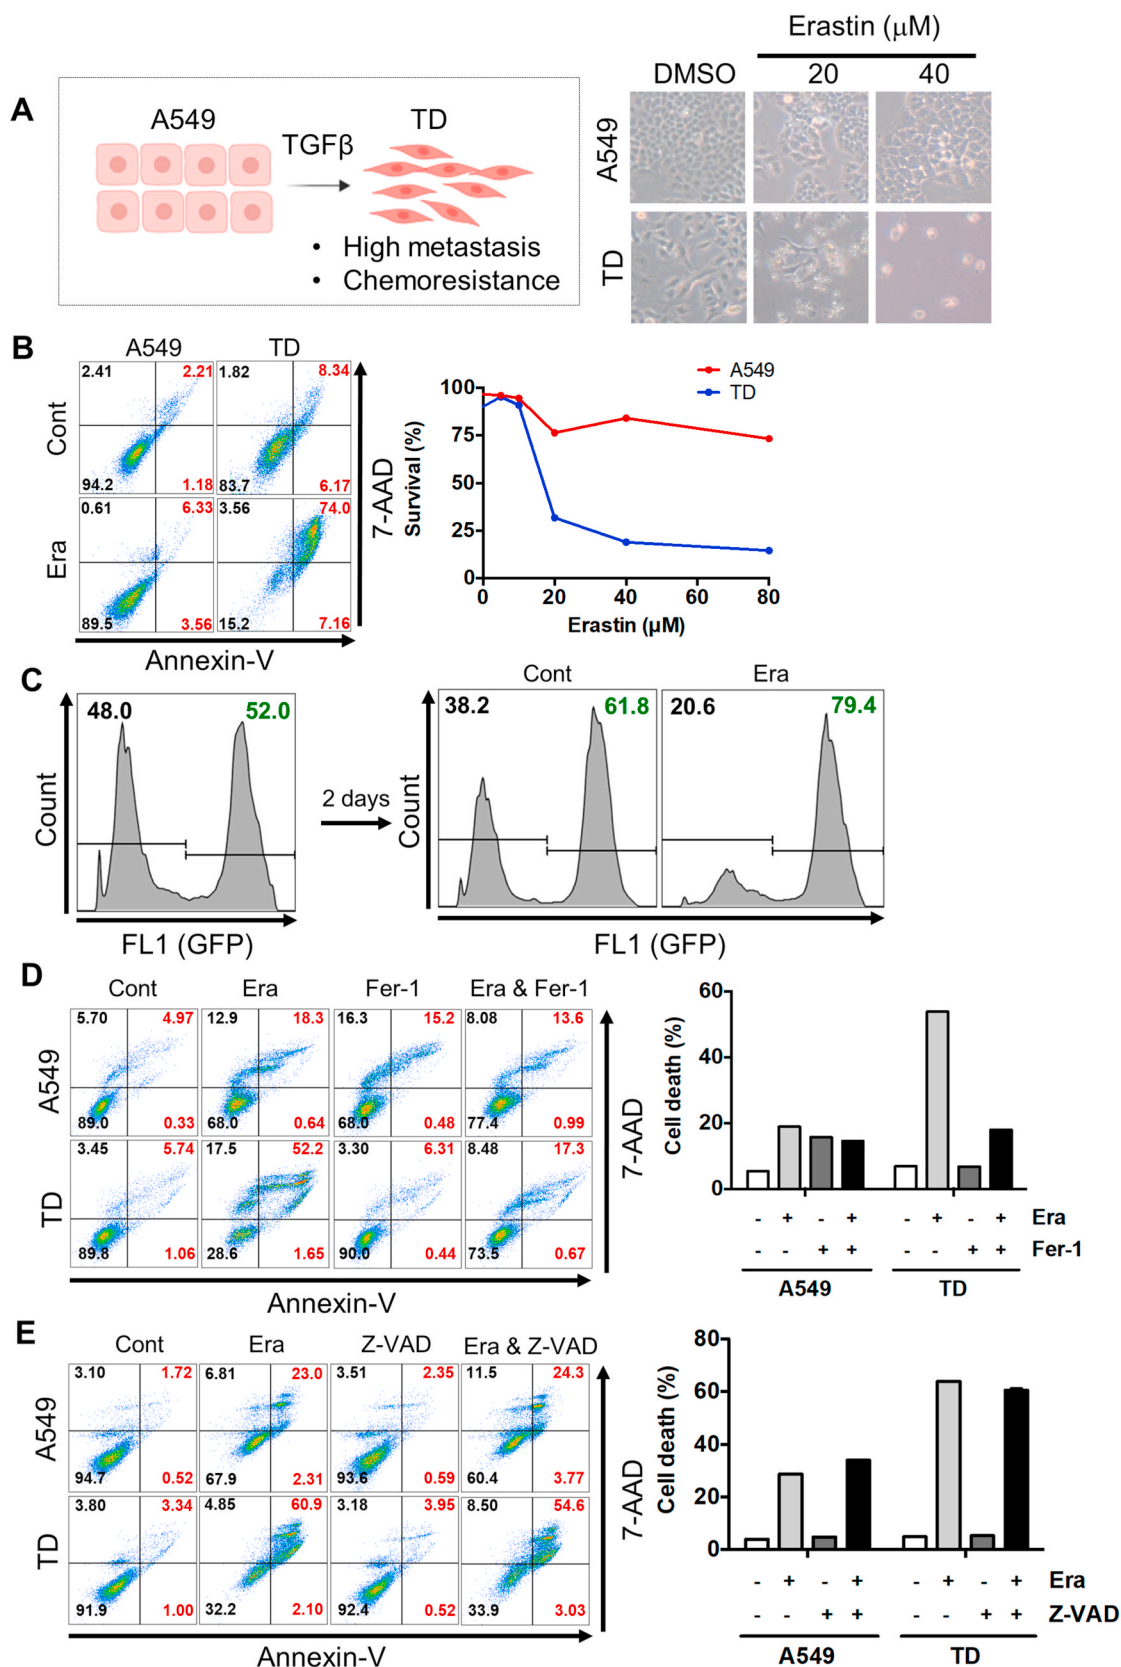 A
A549
TGFβ
TD
• High metastasis
• Chemoresistance
Erastin (μM)
DMSO 20 40
A549
TD
B
A549 TD
Cont
2.41 2.21 1.82 8.34
94.2 1.18 83.7 6.17
Era
0.61 6.33 3.56 74.0
89.5 3.56 15.2 7.16
7-AAD
Annexin-V
A549
TD
Survival (%)
100
75
50
25
0
0 20 40 60 80
Erastin (μM)
C
Count
48.0 52.0
FL1 (GFP)
2 days
Cont Era
Count
38.2 61.8 20.6 79.4
FL1 (GFP)
D
Cont Era Fer-1 Era & Fer-1
A549
5.70 4.97 12.9 18.3 16.3 15.2 8.08 13.6
89.0 0.33 68.0 0.64 68.0 0.48 77.4 0.99
TD
3.45 5.74 17.5 52.2 3.30 6.31 8.48 17.3
89.8 1.06 28.6 1.65 90.0 0.44 73.5 0.67
7-AAD
Annexin-V
Cell death (%)
60
40
20
0
- + - + - + - + Era
- - + + - - + + Fer-1
A549 TD
E
Cont Era Z-VAD Era & Z-VAD
A549
3.10 1.72 6.81 23.0 3.51 2.35 11.5 24.3
94.7 0.52 67.9 2.31 93.6 0.59 60.4 3.77
TD
3.80 3.34 4.85 60.9 3.18 3.95 8.50 54.6
91.9 1.00 32.2 2.10 92.4 0.52 33.9 3.03
7-AAD
Annexin-V
Cell death (%)
80
60
40
20
0
- + - + - + - + Era
- - + + - - + + Z-VAD
A549 TD